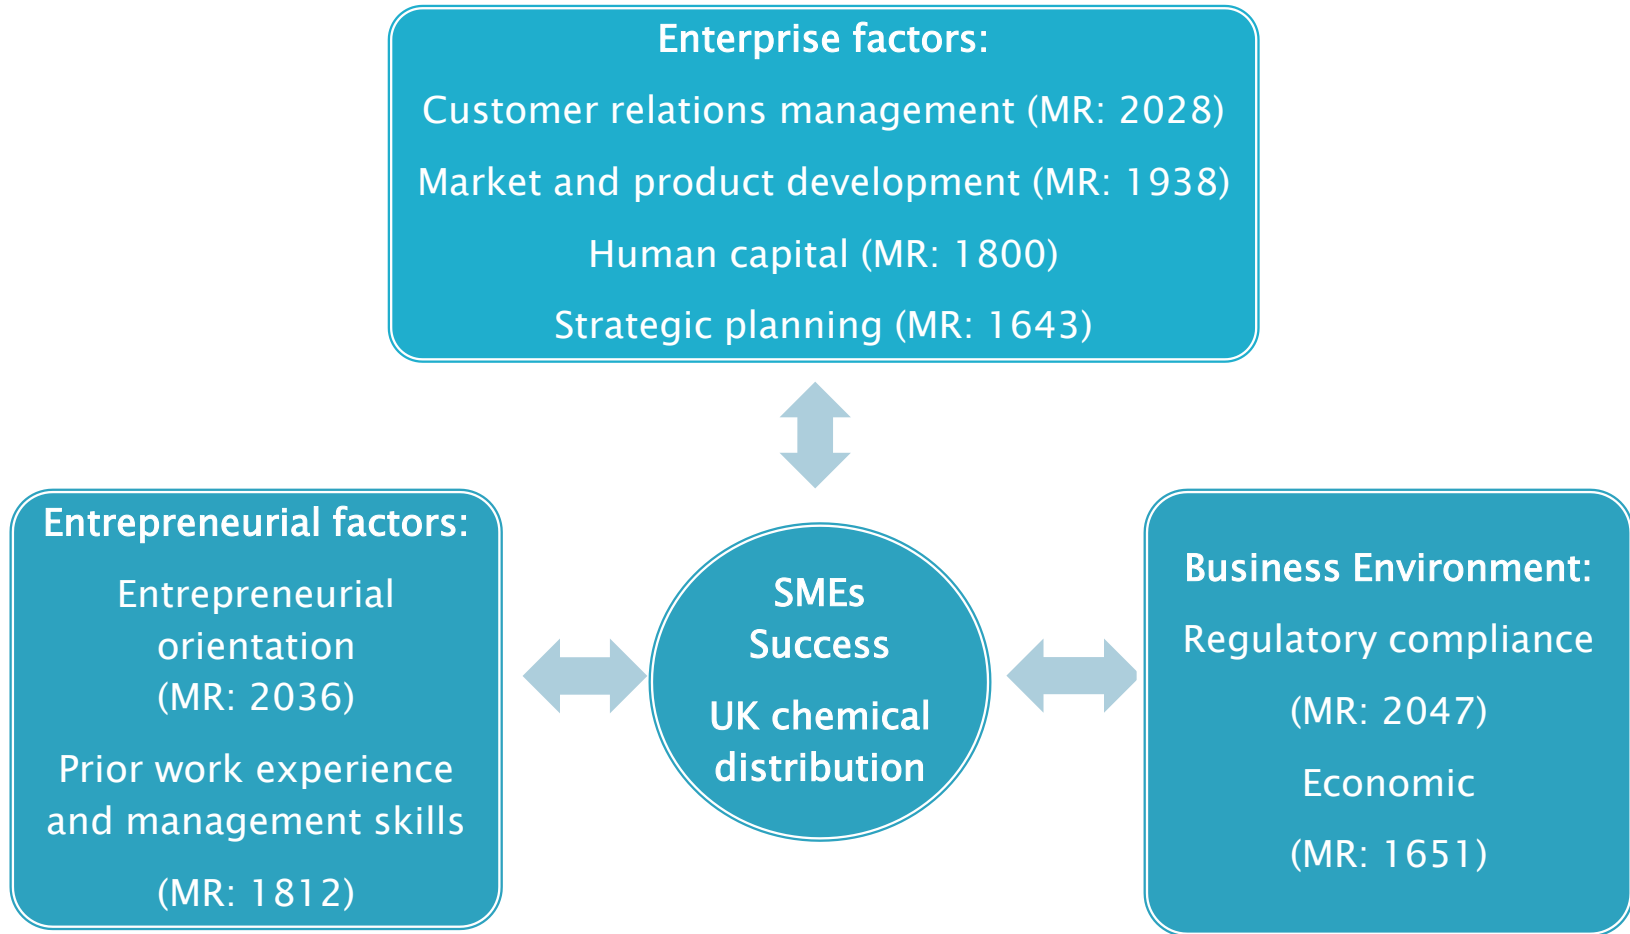 Enterprise factors:
Customer relations management (MR: 2028)
Market and product development (MR: 1938)
Human capital (MR: 1800)
Strategic planning (MR: 1643)
Entrepreneurial factors:
Entrepreneurial
orientation
(MR: 2036)
Prior work experience
and management skills
(MR: 1812)
SMEs
Success
UK chemical
distribution
Business Environment:
Regulatory compliance
(MR: 2047)
Economic
(MR: 1651)